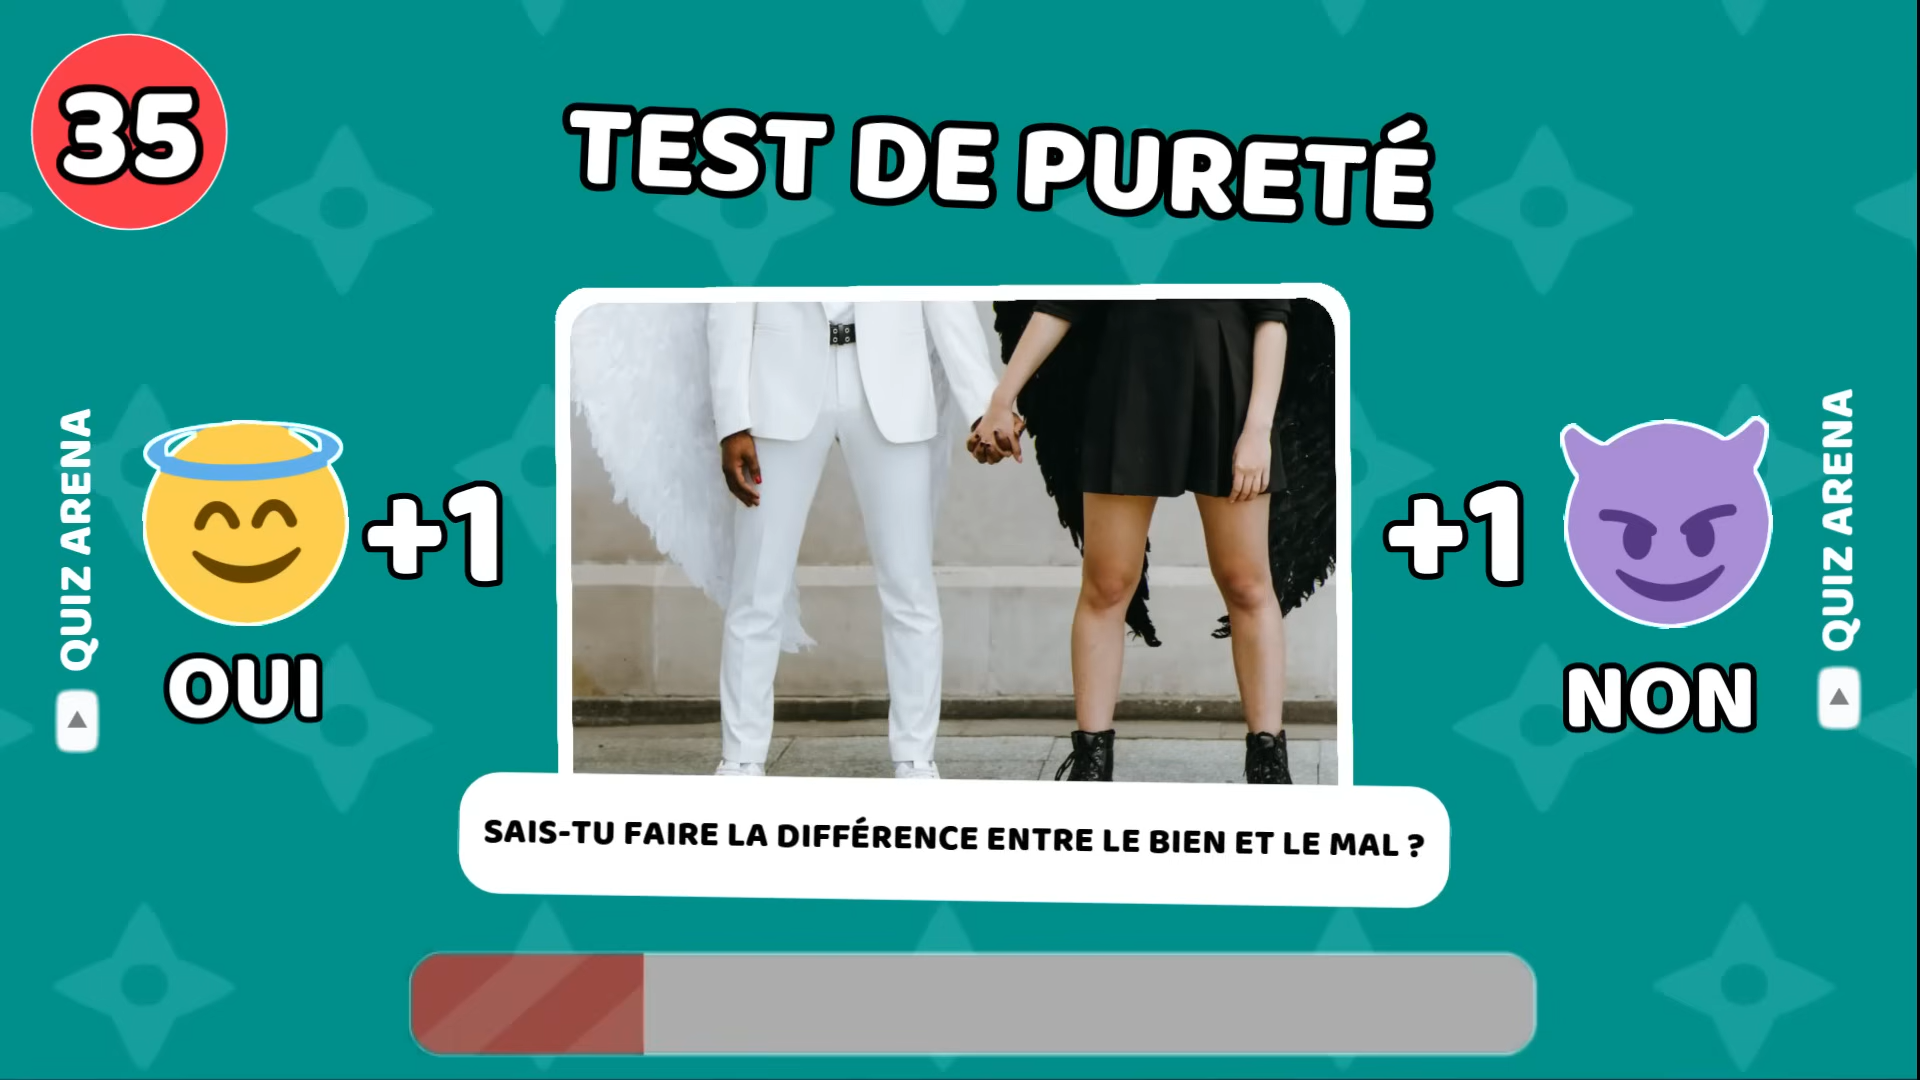 35
TEST DE PURETÉ
QUIZ ARENA
+1
OUI
+1
NON
QUIZ ARENA
SAIS-TU FAIRE LA DIFFÉRENCE ENTRE LE BIEN ET LE MAL ?